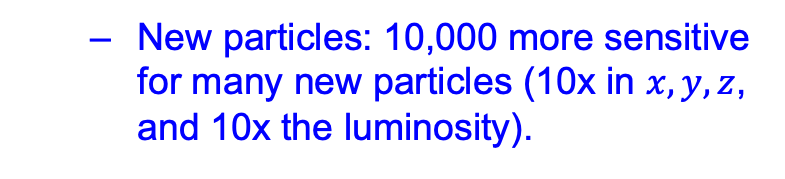 – New particles: 10,000 more sensitive
for many new particles (10x in x, y, z,
and 10x the luminosity).